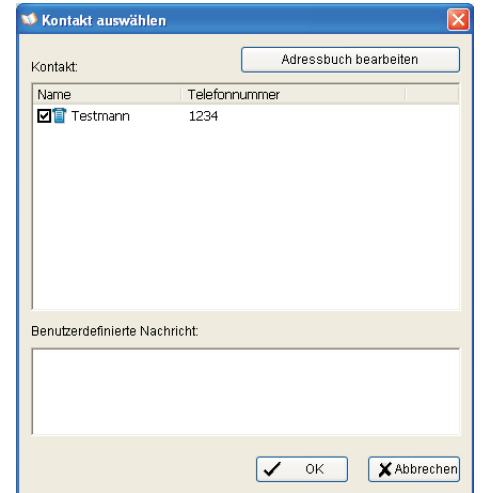 Kontakt auswählen
Kontakt:
Adressbuch bearbeiten
Name Telefonnummer
Testmann 1234
Benutzerdefinierte Nachricht:
OK Abbrechen